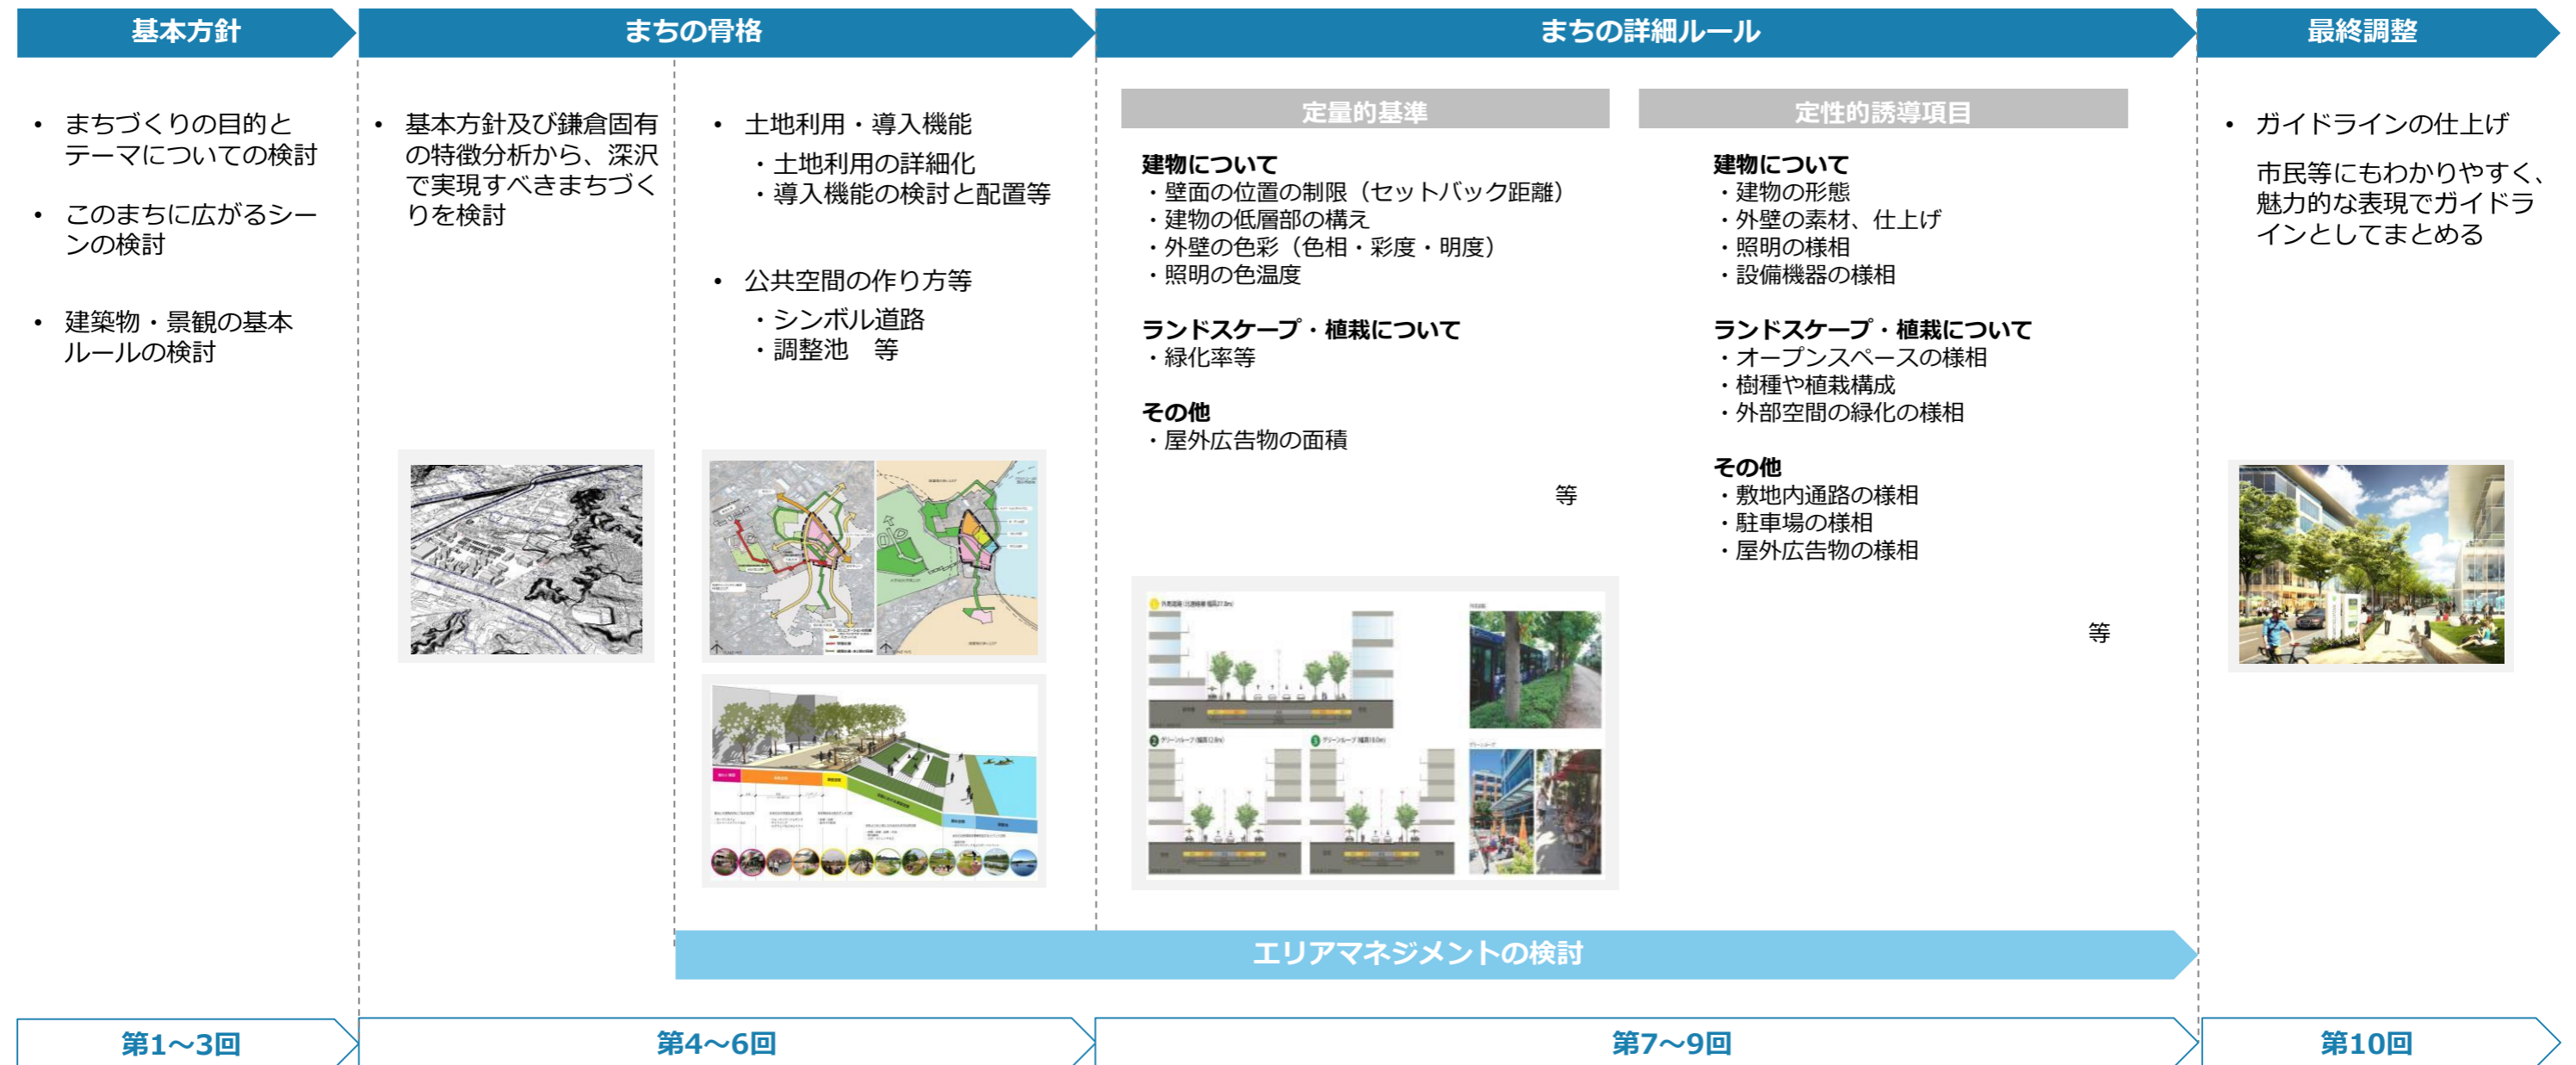 基本方針
まちの骨格
まちの詳細ルール
最終調整
• まちづくりの目的と
テーマについての検討
• このまちに広がるシー
ンの検討
• 建築物・景観の基本
ルールの検討
• 基本方針及び鎌倉固有
の特徴分析から、深沢
で実現すべきまちづく
りを検討
• 土地利用・導入機能
・土地利用の詳細化
・導入機能の検討と配置等
• 公共空間の作り方等
・シンボル道路
・調整池　等
定量的基準
建物について
・壁面の位置の制限（セットバック距離）
・建物の低層部の構え
・外壁の色彩（色相・彩度・明度）
・照明の色温度
ランドスケープ・植栽について
・緑化率等
その他
・屋外広告物の面積
等
定性的誘導項目
建物について
・建物の形態
・外壁の素材、仕上げ
・照明の様相
・設備機器の様相
ランドスケープ・植栽について
・オープンスペースの様相
・樹種や植栽構成
・外部空間の緑化の様相
その他
・敷地内通路の様相
・駐車場の様相
・屋外広告物の様相
等
• ガイドラインの仕上げ
市民等にもわかりやすく、
魅力的な表現でガイドラ
インとしてまとめる
エリアマネジメントの検討
第1～3回
第4～6回
第7～9回
第10回